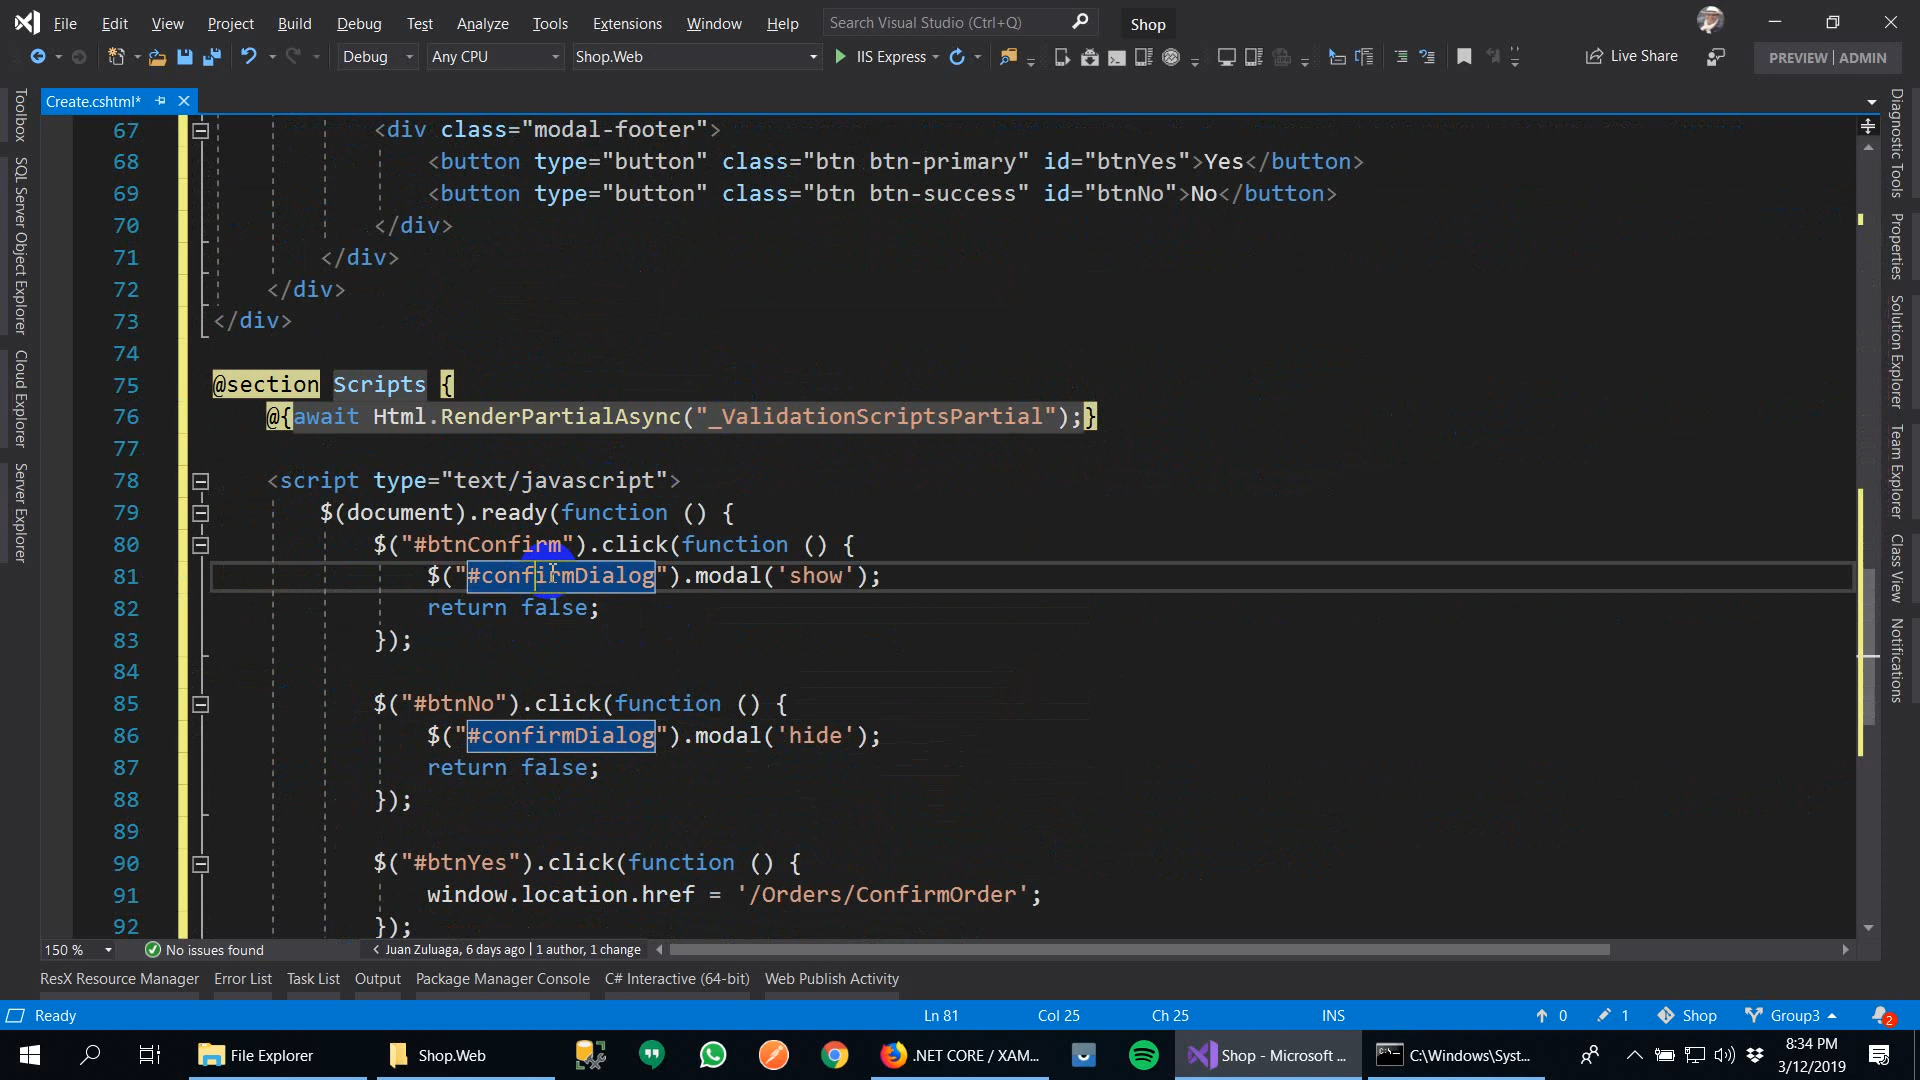 File Edit View Project Build Debug Test Analyze Tools Extensions Window Help Search Visual Studio (Ctrl+Q) Shop
Debug Any CPU Shop.Web IIS Express Live Share PREVIEW | ADMIN
Create.cshtml*
Toolbox
SQL Server Object Explorer
Cloud Explorer
Server Explorer
67 <div class="modal-footer">
68 <button type="button" class="btn btn-primary" id="btnYes">Yes</button>
69 <button type="button" class="btn btn-success" id="btnNo">No</button>
70 </div>
71 </div>
72 </div>
73 </div>
74
75 @section Scripts {
76 @{await Html.RenderPartialAsync("_ValidationScriptsPartial");}
77
78 <script type="text/javascript">
79 $(document).ready(function () {
80 $("#btnConfirm").click(function () {
81 $("#confirmDialog").modal('show');
82 return false;
83 });
84
85 $("#btnNo").click(function () {
86 $("#confirmDialog").modal('hide');
87 return false;
88 });
89
90 $("#btnYes").click(function () {
91 window.location.href = '/Orders/ConfirmOrder';
92 });
Diagnostic Tools
Properties
Solution Explorer
Team Explorer
Class View
Notifications
150 % No issues found < Juan Zuluaga, 6 days ago | 1 author, 1 change
ResX Resource Manager Error List Task List Output Package Manager Console C# Interactive (64-bit) Web Publish Activity
Ready Ln 81 Col 25 Ch 25 INS 0 1 Shop Group3 2
File Explorer Shop.Web .NET CORE / XAM... Shop - Microsoft ... C:\Windows\Syst...
8:34 PM
3/12/2019